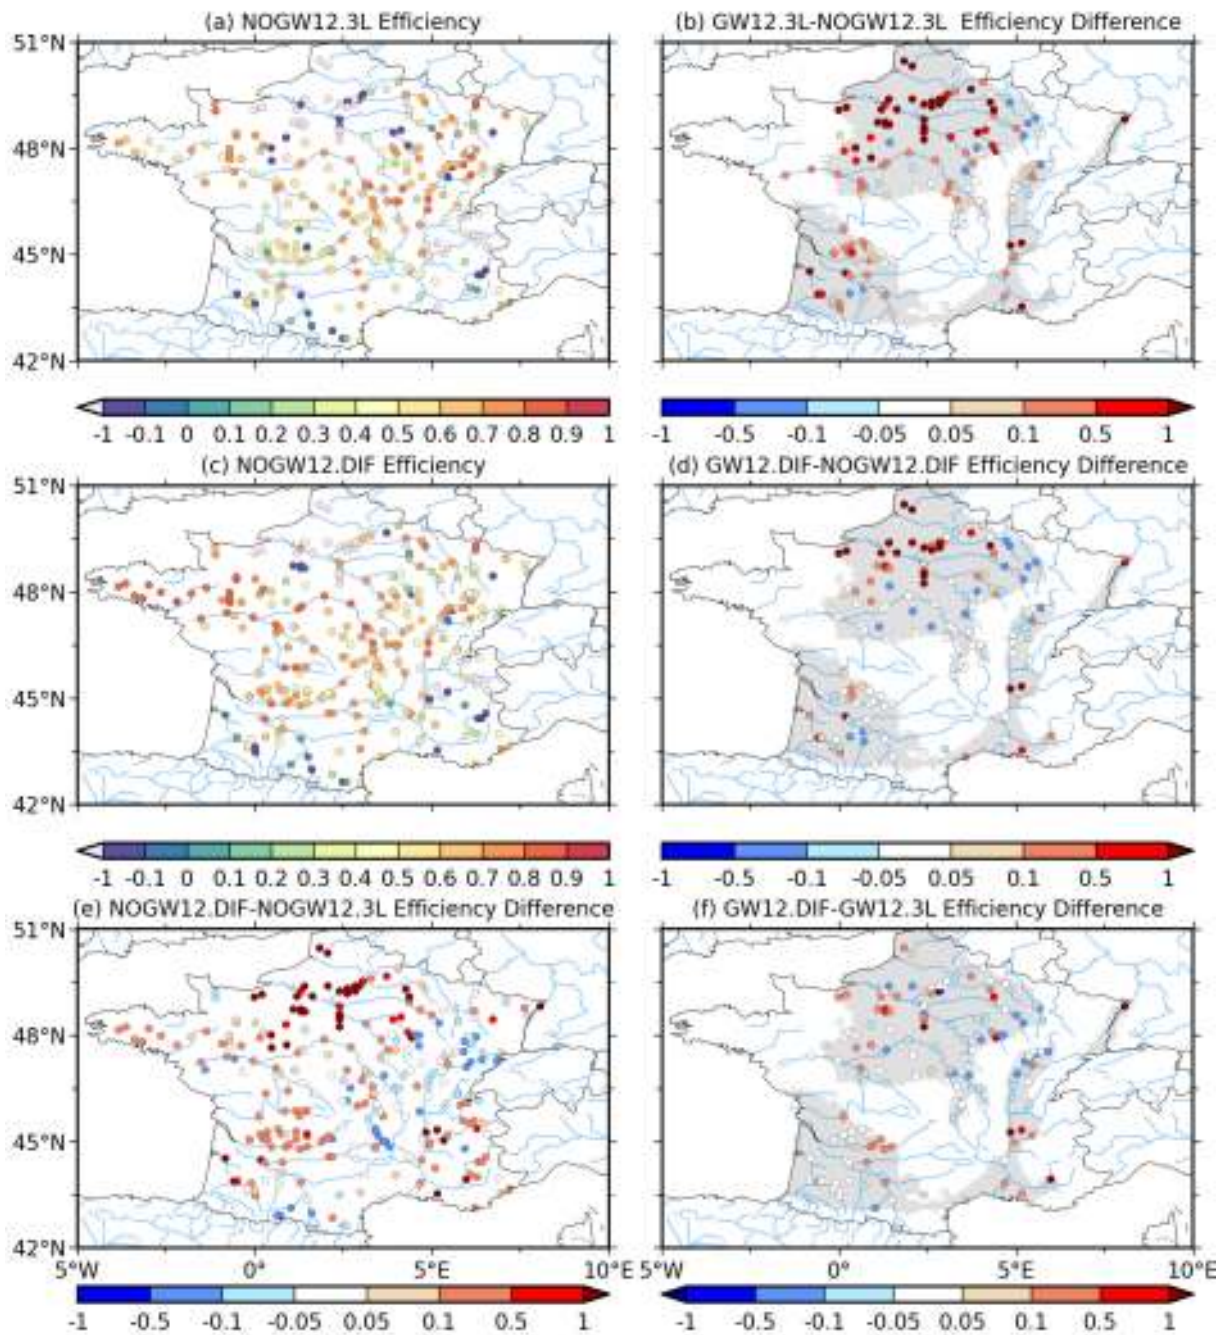 (a) NOGW12.3L Efficiency
(b) GW12.3L-NOGW12.3L Efficiency Difference
51°N
48°N
45°N
42°N
-1 -0.1 0 0.1 0.2 0.3 0.4 0.5 0.6 0.7 0.8 0.9 1
-1 -0.5 -0.1 -0.05 0.05 0.1 0.5 1
(c) NOGW12.DIF Efficiency
(d) GW12.DIF-NOGW12.DIF Efficiency Difference
51°N
48°N
45°N
42°N
-1 -0.1 0 0.1 0.2 0.3 0.4 0.5 0.6 0.7 0.8 0.9 1
-1 -0.5 -0.1 -0.05 0.05 0.1 0.5 1
(e) NOGW12.DIF-NOGW12.3L Efficiency Difference
(f) GW12.DIF-GW12.3L Efficiency Difference
51°N
48°N
45°N
42°N
5°W 0° 5°E 10°E
5°W 0° 5°E 10°E
-1 -0.5 -0.1 -0.05 0.05 0.1 0.5 1
-1 -0.5 -0.1 -0.05 0.05 0.1 0.5 1